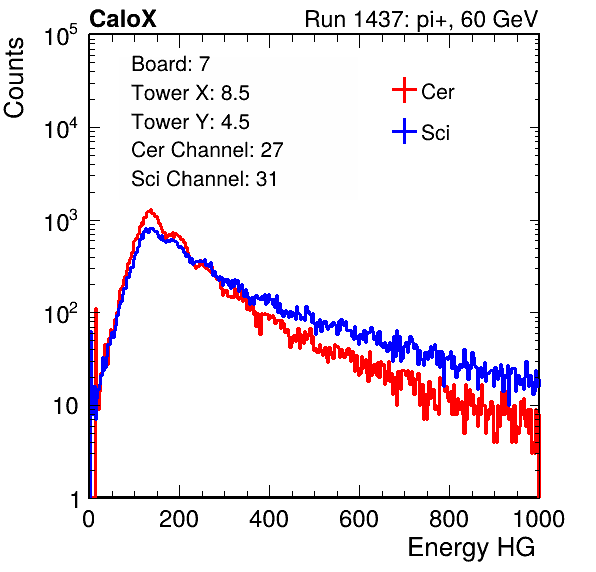 CaloX Run 1437: pi+, 60 GeV
Counts
10^5
10^4
10^3
10^2
10
1
Board: 7
Tower X: 8.5
Tower Y: 4.5
Cer Channel: 27
Sci Channel: 31
Cer
Sci
0 200 400 600 800 1000
Energy HG